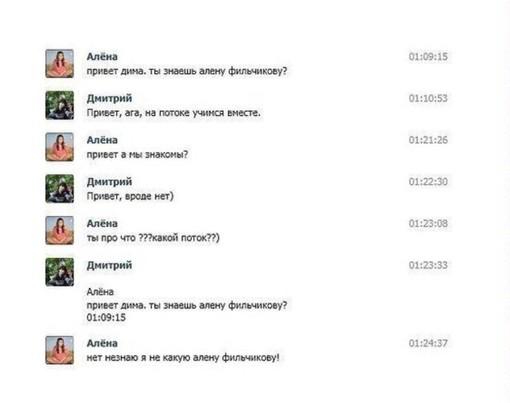 Алёна 01:09:15
привет дима. ты знаешь алену фильчикову?
Дмитрий 01:10:53
Привет, ага, на потоке учимся вместе.
Алёна 01:21:26
привет а мы знакомы?
Дмитрий 01:22:30
Привет, вроде нет)
Алёна 01:23:08
ты про что ???какой поток??)
Дмитрий 01:23:33
Алёна
привет дима. ты знаешь алену фильчикову?
01:09:15
Алёна 01:24:37
нет незнаю я не какую алену фильчикову!